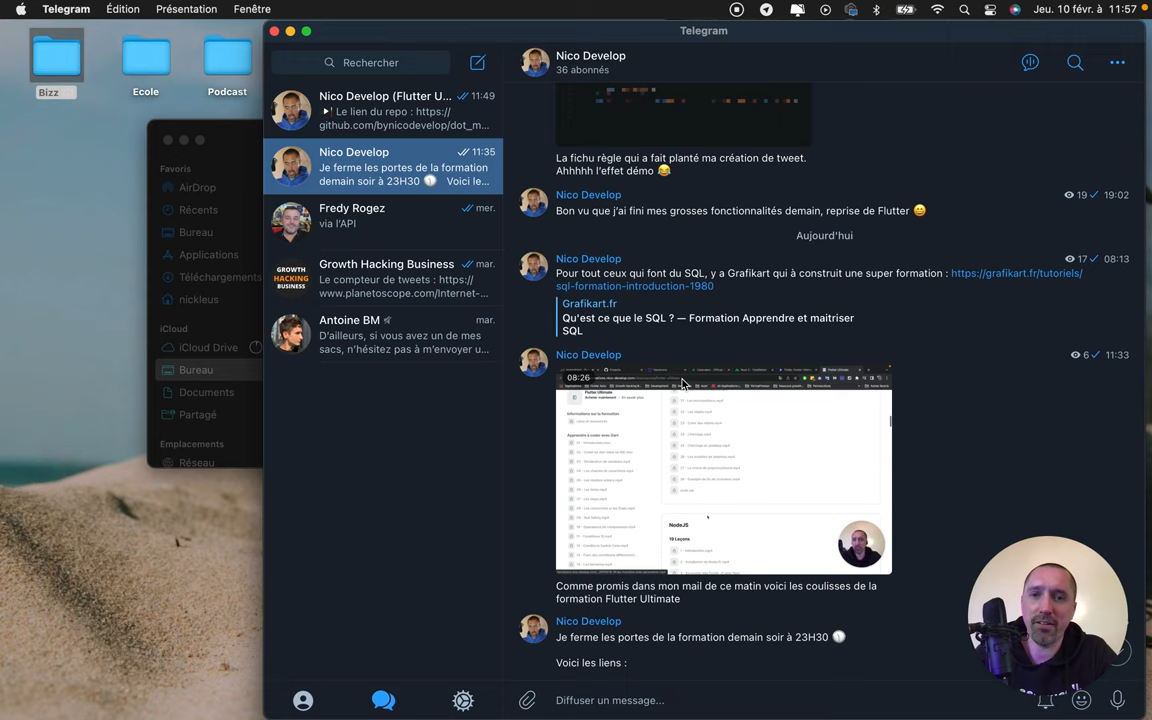 Telegram Édition Présentation Fenêtre
Jeu. 10 févr. à 11:57
Bizz
Ecole
Podcast
Favoris
AirDrop
Récents
Bureau
Applications
Téléchargements
nickleus
iCloud
iCloud Drive
Bureau
Documents
Partagé
Emplacements
Réseau
Telegram
Rechercher
Nico Develop (Flutter U... 11:49
Le lien du repo : https://
github.com/bynicodevelop/dot_m...
Nico Develop 11:35
Je ferme les portes de la formation
demain soir à 23H30 🕥 Voici le...
Fredy Rogez mer.
via l'API
GROWTH
HACKING
BUSINESS
Growth Hacking Business mar.
Le compteur de tweets : https://
www.planetoscope.com/Internet-...
Antoine BM mar.
D'ailleurs, si vous avez un de mes
sacs, n'hésitez pas à m'envoyer u...
Nico Develop
36 abonnés
La fichu règle qui a fait planté ma création de tweet.
Ahhhhh l'effet démo 😂
Nico Develop 19 19:02
Bon vu que j'ai fini mes grosses fonctionnalités demain, reprise de Flutter 😄
Aujourd'hui
Nico Develop 17 08:13
Pour tout ceux qui font du SQL, y a Grafikart qui à construit une super formation : https://grafikart.fr/tutoriels/
sql-formation-introduction-1980
Grafikart.fr
Qu'est ce que le SQL ? — Formation Apprendre et maitriser
SQL
Nico Develop 6 11:33
08:26
Flutter Ultimate
Informations sur la formation
Apprendre à coder avec Dart
NodeJS
19 Leçons
Comme promis dans mon mail de ce matin voici les coulisses de la
formation Flutter Ultimate
Nico Develop
Je ferme les portes de la formation demain soir à 23H30 🕥
Voici les liens :
Diffuser un message...